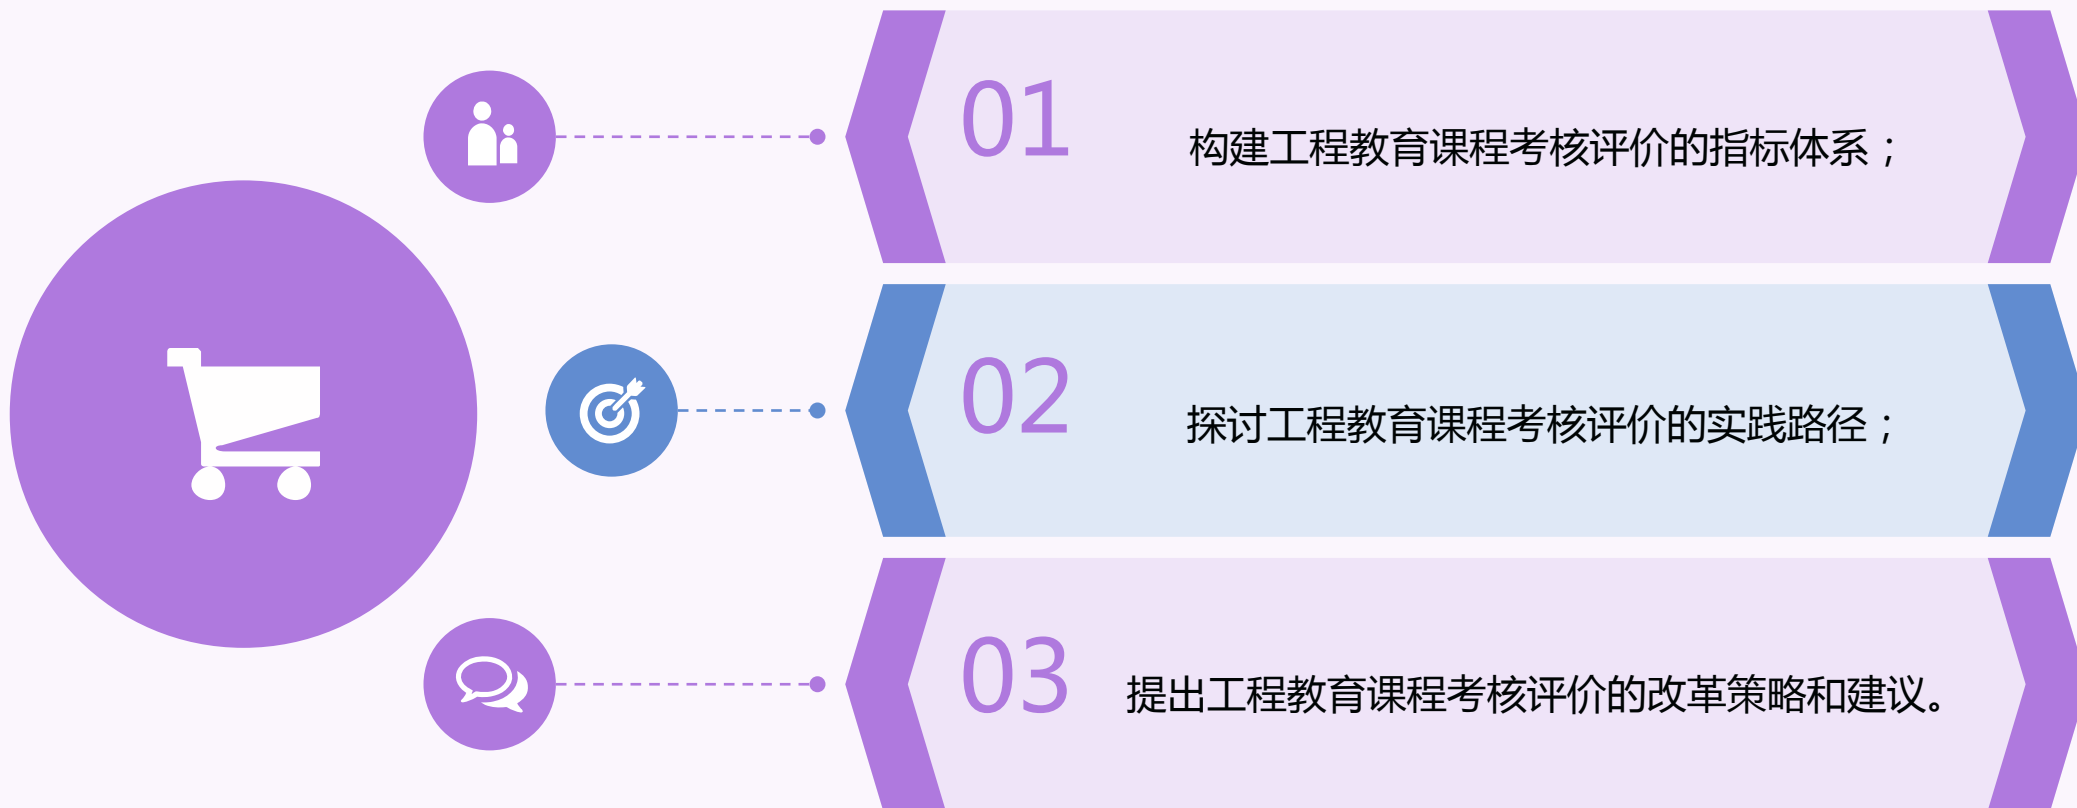 01
构建工程教育课程考核评价的指标体系；
02
探讨工程教育课程考核评价的实践路径；
03
提出工程教育课程考核评价的改革策略和建议。